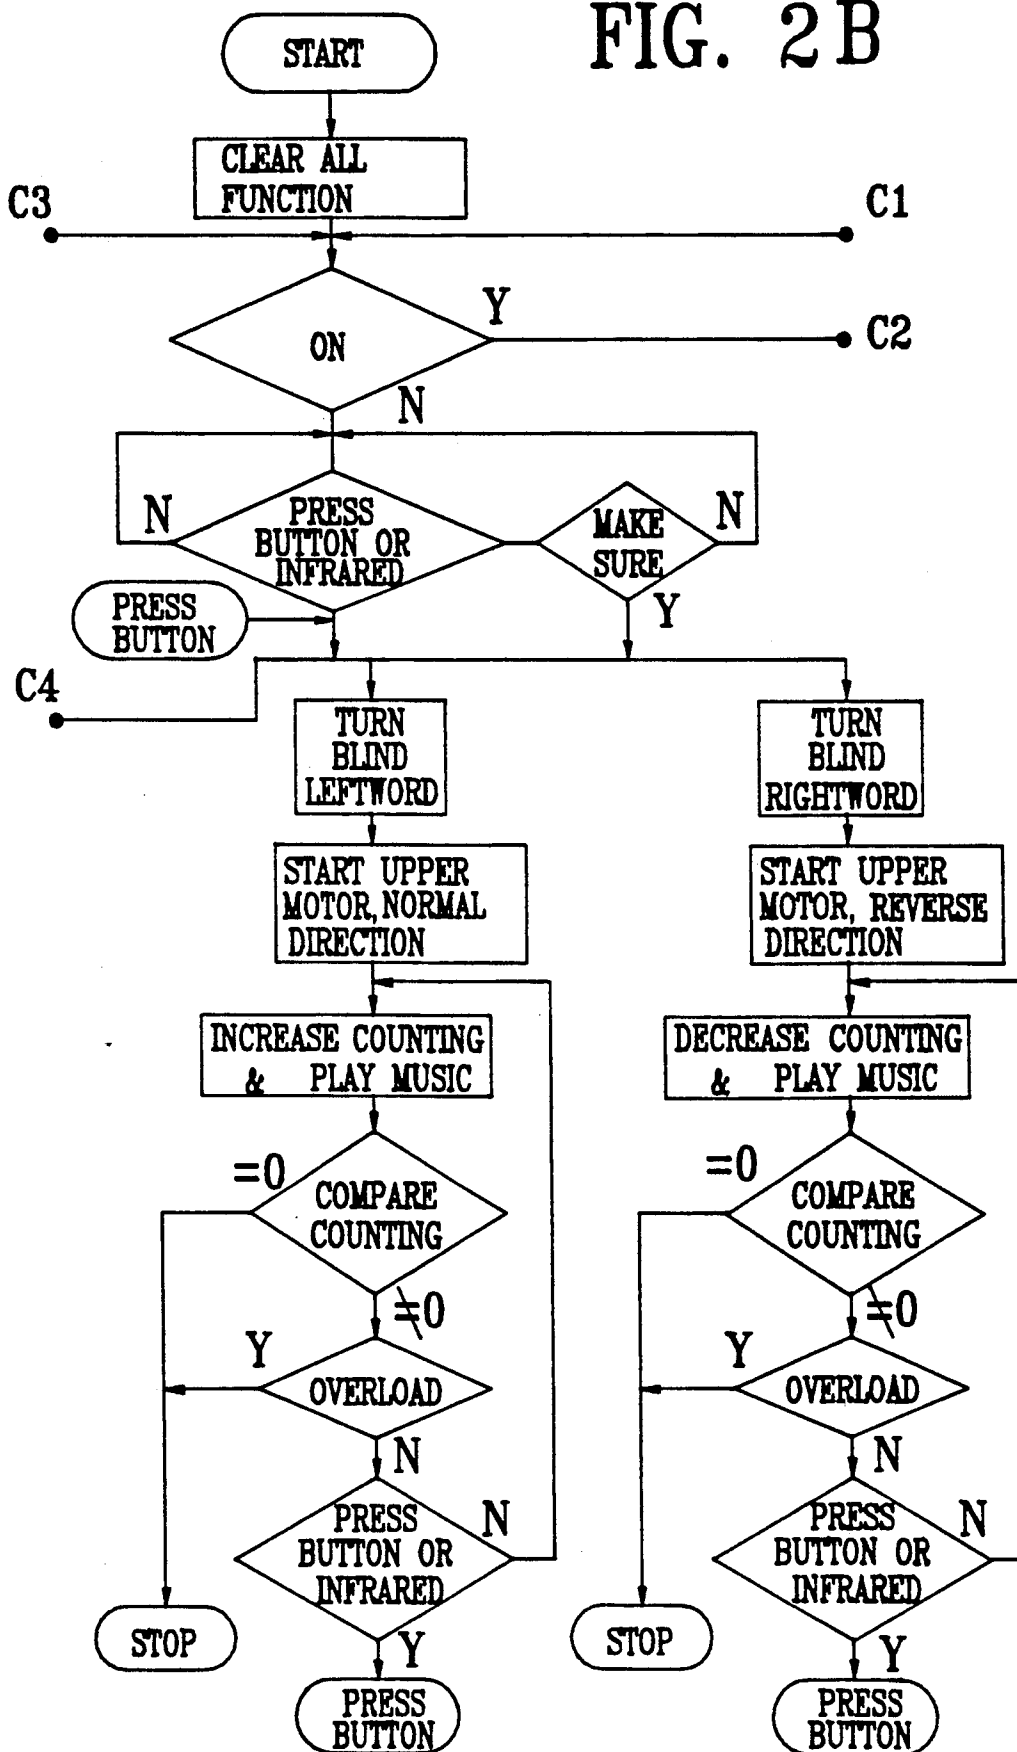 FIG. 2B
START
CLEAR ALL
FUNCTION
C3
C1
ON
Y
C2
N
N
PRESS
BUTTON OR
INFRARED
MAKE
SURE
N
PRESS
BUTTON
Y
C4
TURN
BLIND
LEFTWORD
TURN
BLIND
RIGHTWORD
START UPPER
MOTOR, NORMAL
DIRECTION
START UPPER
MOTOR, REVERSE
DIRECTION
INCREASE COUNTING
& PLAY MUSIC
DECREASE COUNTING
& PLAY MUSIC
=0
COMPARE
COUNTING
=0
COMPARE
COUNTING
≠0
≠0
Y
OVERLOAD
Y
OVERLOAD
N
N
PRESS
BUTTON OR
INFRARED
N
PRESS
BUTTON OR
INFRARED
N
STOP
Y
STOP
Y
PRESS
BUTTON
PRESS
BUTTON